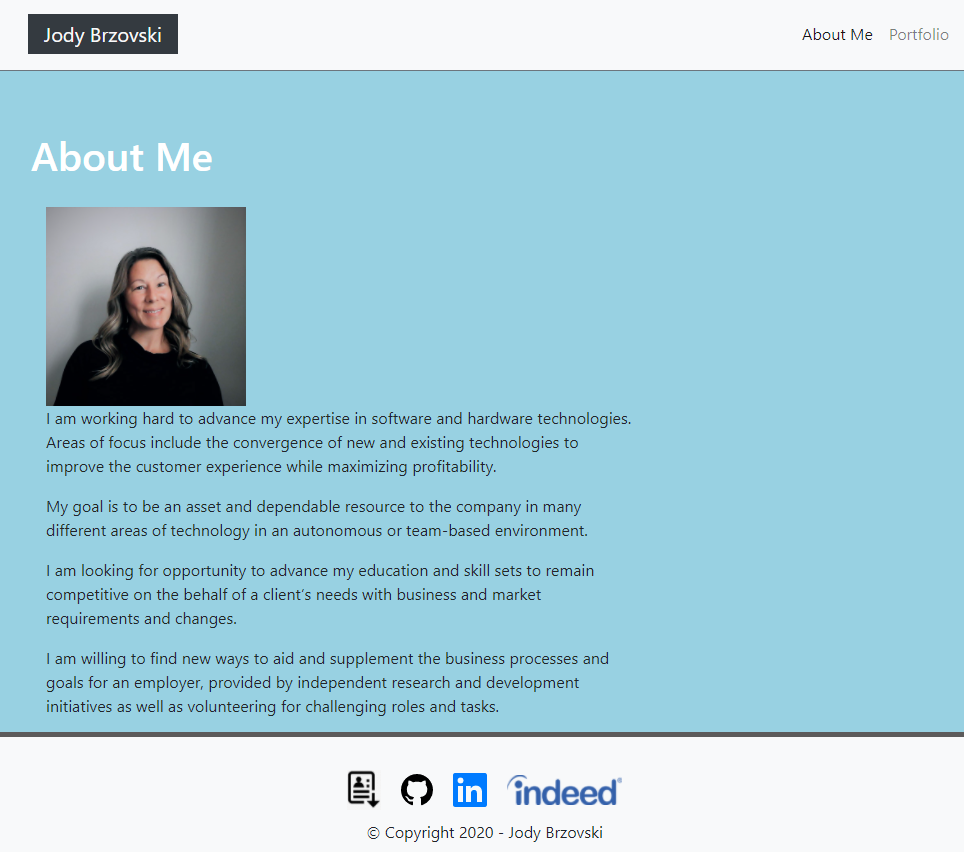 Jody Brzovski
About Me Portfolio
About Me
I am working hard to advance my expertise in software and hardware technologies.
Areas of focus include the convergence of new and existing technologies to
improve the customer experience while maximizing profitability.
My goal is to be an asset and dependable resource to the company in many
different areas of technology in an autonomous or team-based environment.
I am looking for opportunity to advance my education and skill sets to remain
competitive on the behalf of a client's needs with business and market
requirements and changes.
I am willing to find new ways to aid and supplement the business processes and
goals for an employer, provided by independent research and development
initiatives as well as volunteering for challenging roles and tasks.
in indeed
© Copyright 2020 - Jody Brzovski